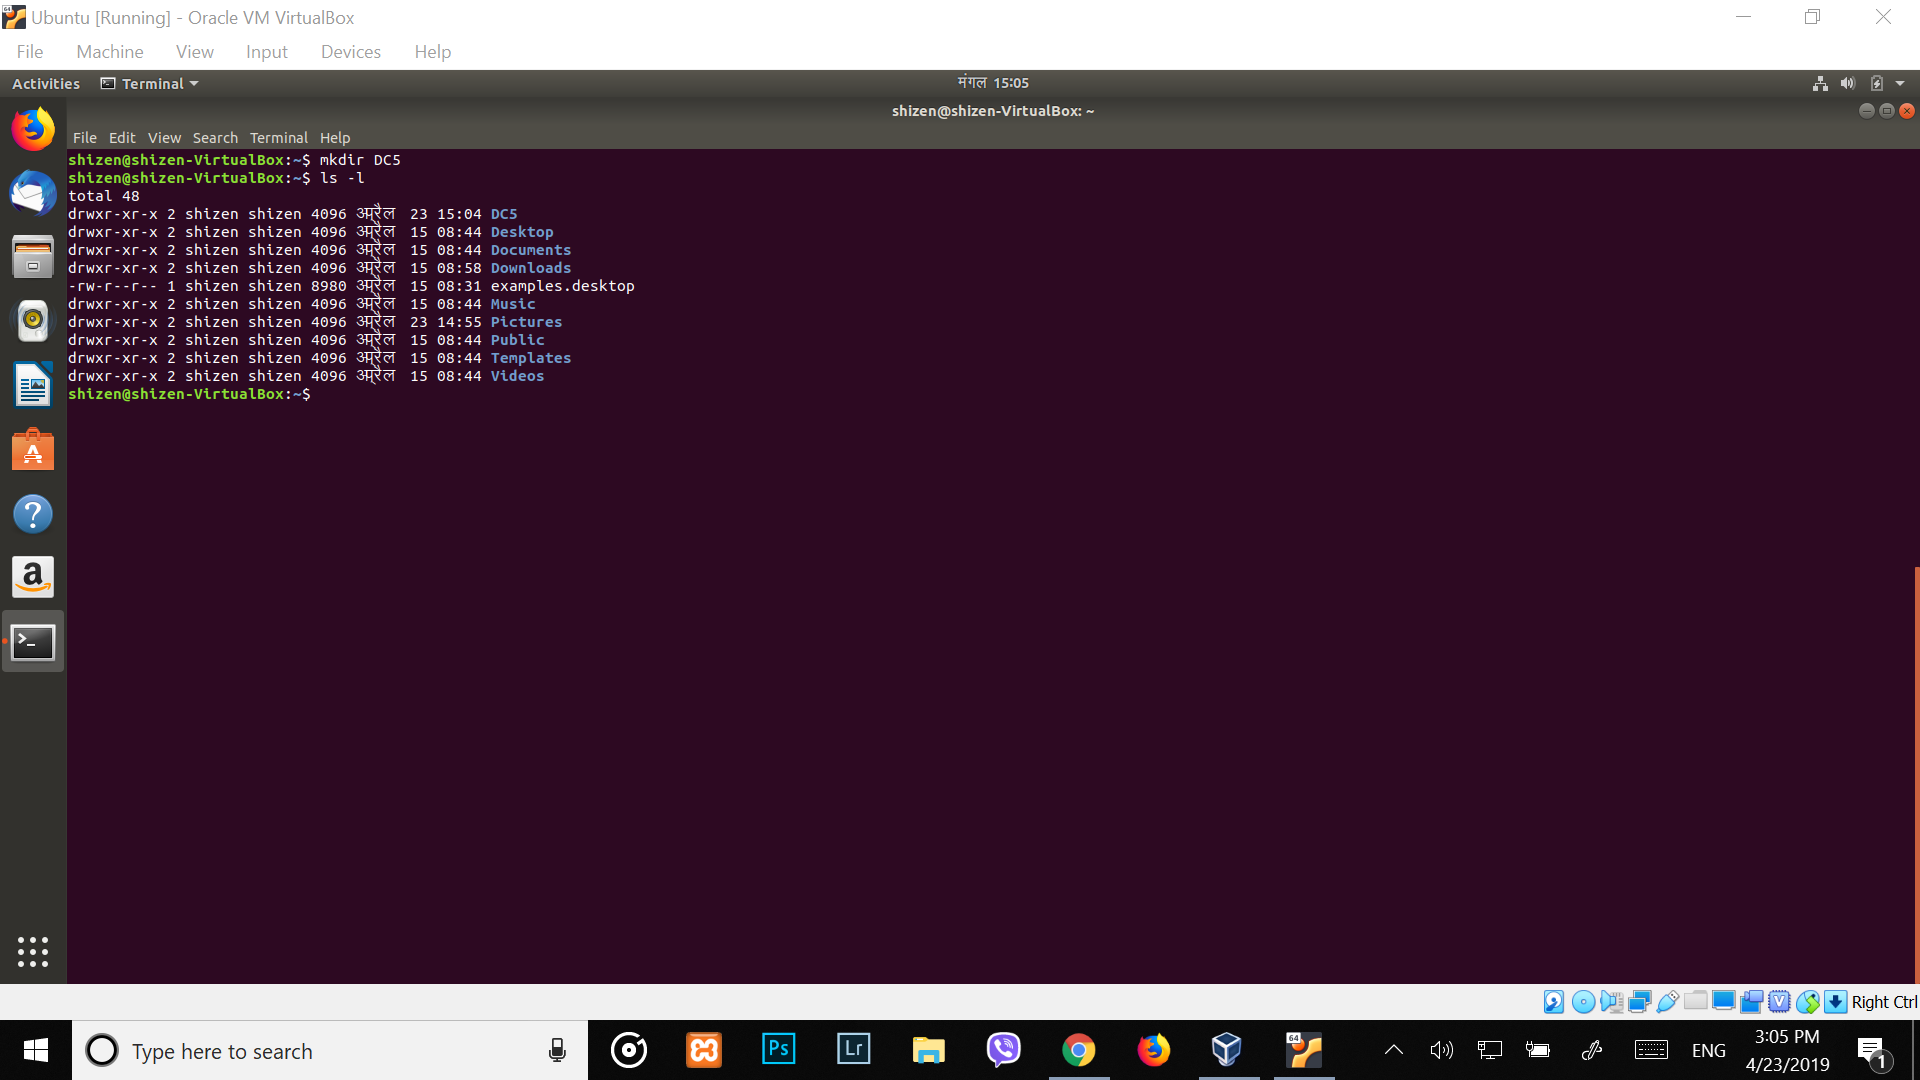 Ubuntu [Running] - Oracle VM VirtualBox
File Machine View Input Devices Help
Activities Terminal मंगल 15:05
shizen@shizen-VirtualBox: ~
File Edit View Search Terminal Help
shizen@shizen-VirtualBox:~$ mkdir DC5
shizen@shizen-VirtualBox:~$ ls -l
total 48
drwxr-xr-x 2 shizen shizen 4096 अप्रैल 23 15:04 DC5
drwxr-xr-x 2 shizen shizen 4096 अप्रैल 15 08:44 Desktop
drwxr-xr-x 2 shizen shizen 4096 अप्रैल 15 08:44 Documents
drwxr-xr-x 2 shizen shizen 4096 अप्रैल 15 08:58 Downloads
-rw-r--r-- 1 shizen shizen 8980 अप्रैल 15 08:31 examples.desktop
drwxr-xr-x 2 shizen shizen 4096 अप्रैल 15 08:44 Music
drwxr-xr-x 2 shizen shizen 4096 अप्रैल 23 14:55 Pictures
drwxr-xr-x 2 shizen shizen 4096 अप्रैल 15 08:44 Public
drwxr-xr-x 2 shizen shizen 4096 अप्रैल 15 08:44 Templates
drwxr-xr-x 2 shizen shizen 4096 अप्रैल 15 08:44 Videos
shizen@shizen-VirtualBox:~$
Right Ctrl
Type here to search Ps Lr 64 ENG 3:05 PM
4/23/2019 1